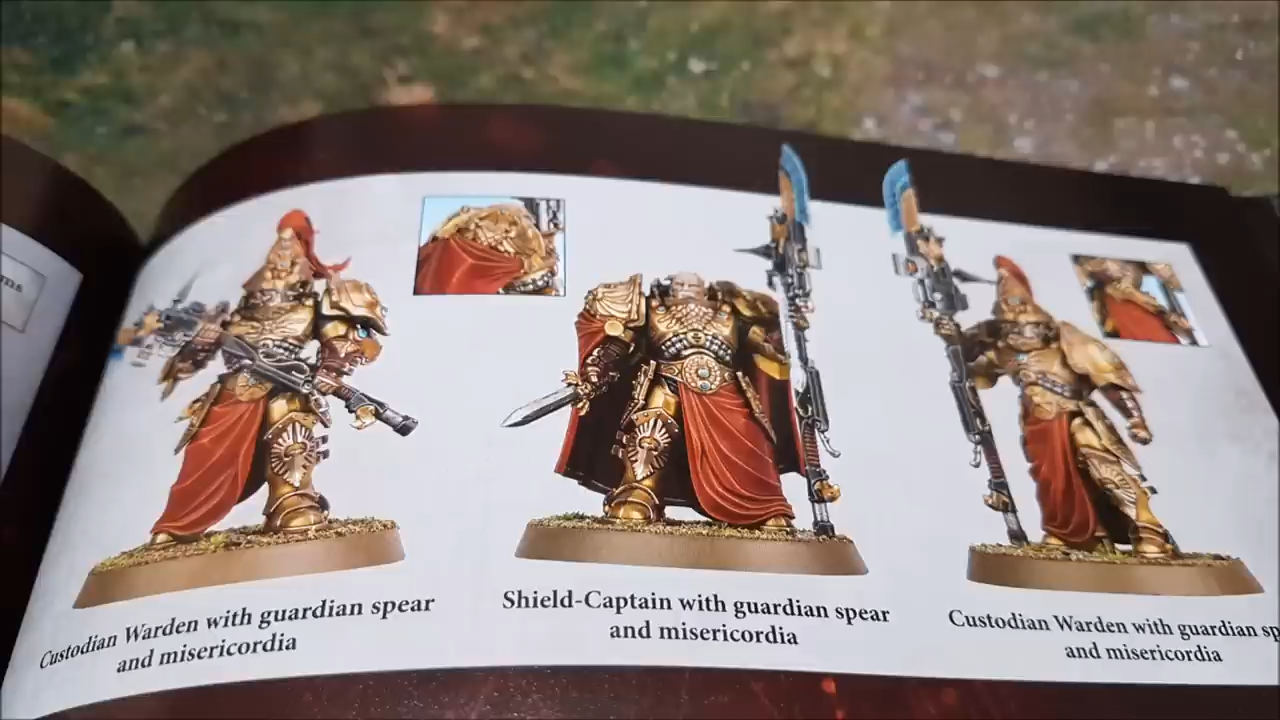 Custodian Warden with guardian spear
and misericordia
Shield-Captain with guardian spear
and misericordia
Custodian Warden with guardian sp
and misericordia